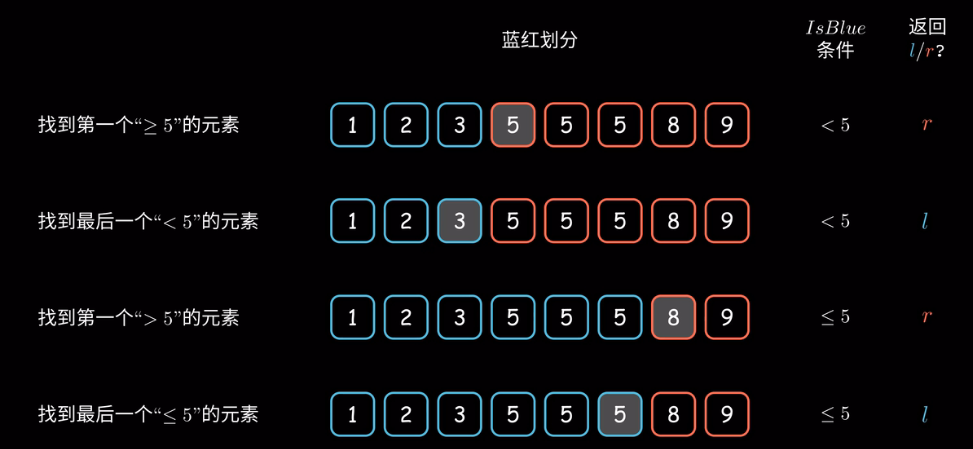 蓝红划分
IsBlue
条件
返回
l/r?
找到第一个“≥ 5”的元素 1 2 3 5 5 5 8 9 < 5 r
找到最后一个“< 5”的元素 1 2 3 5 5 5 8 9 < 5 l
找到第一个“> 5”的元素 1 2 3 5 5 5 8 9 ≤ 5 r
找到最后一个“≤ 5”的元素 1 2 3 5 5 5 8 9 ≤ 5 l